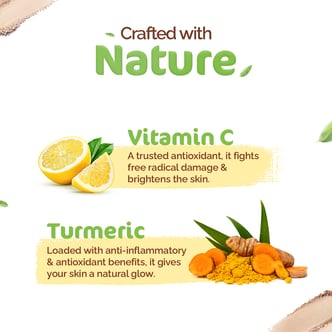 Crafted with
Nature
Vitamin C
A trusted antioxidant, it fights
free radical damage &
brightens the skin.
Turmeric
Loaded with anti-inflammatory
& antioxidant benefits, it gives
your skin a natural glow.